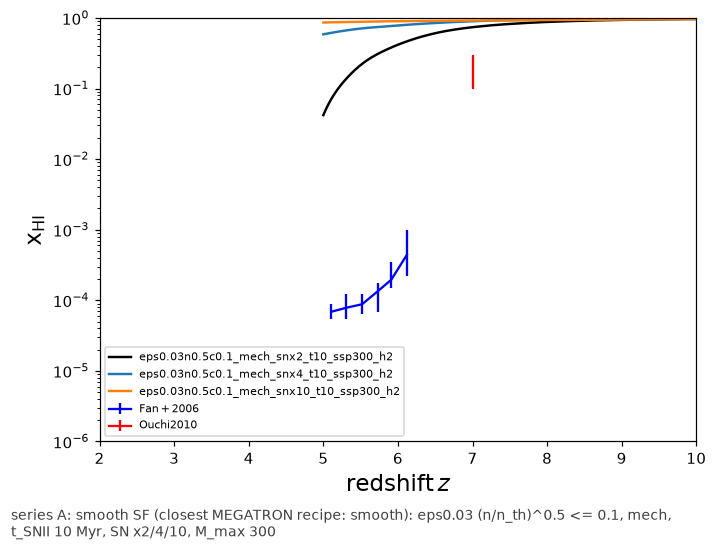 10⁰
10⁻¹
10⁻²
10⁻³
10⁻⁴
10⁻⁵
10⁻⁶
x_HI
eps0.03n0.5c0.1_mech_snx2_t10_ssp300_h2
eps0.03n0.5c0.1_mech_snx4_t10_ssp300_h2
eps0.03n0.5c0.1_mech_snx10_t10_ssp300_h2
Fan+2006
Ouchi2010
2 3 4 5 6 7 8 9 10
redshift z
series A: smooth SF (closest MEGATRON recipe: smooth): eps0.03 (n/n_th)^0.5 <= 0.1, mech,
t_SNII 10 Myr, SN x2/4/10, M_max 300